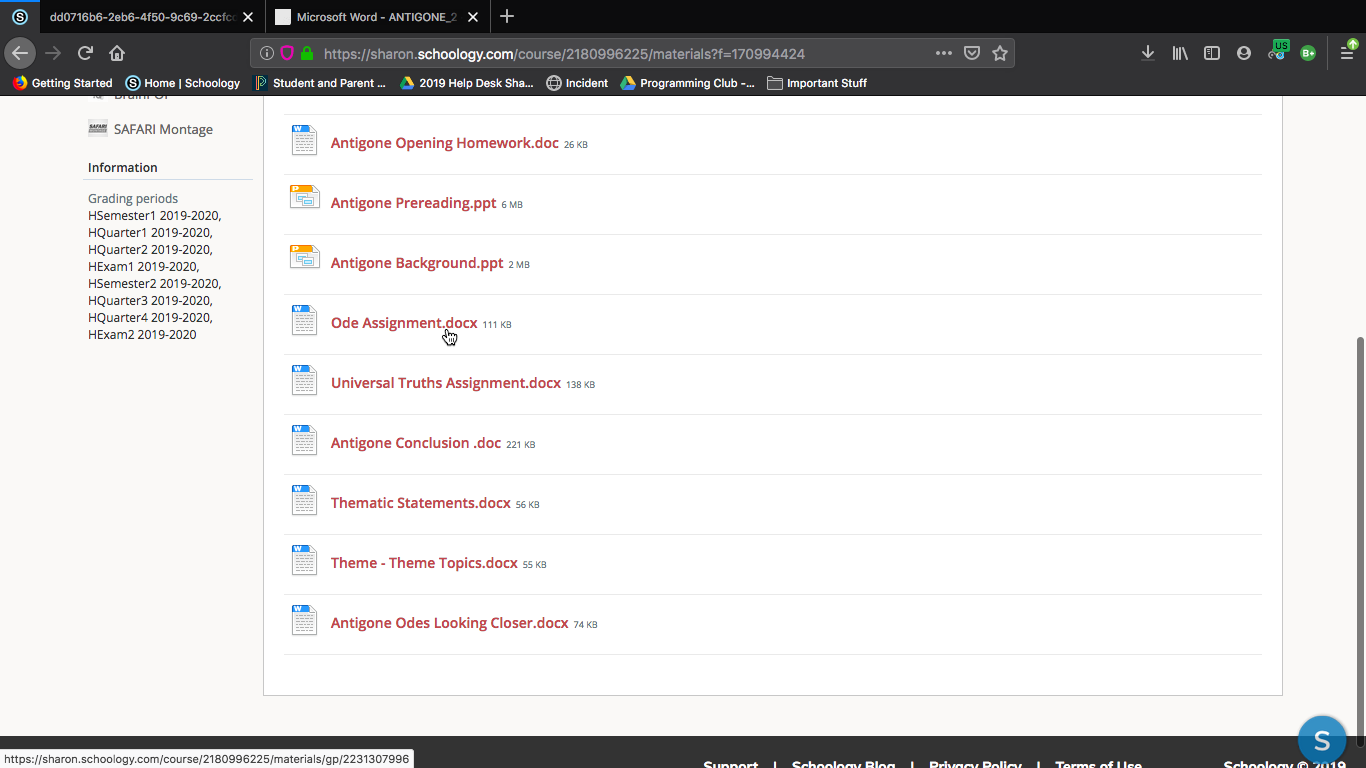 S
dd0716b6-2eb6-4f50-9c69-2ccfcc
Microsoft Word - ANTIGONE_2
https://sharon.schoology.com/course/2180996225/materials?f=170994424
US
B+
Getting Started
Home | Schoology
Student and Parent ...
2019 Help Desk Sha...
Incident
Programming Club -...
Important Stuff
BrainPOP
SAFARI Montage
Information
Grading periods
HSemester1 2019-2020,
HQuarter1 2019-2020,
HQuarter2 2019-2020,
HExam1 2019-2020,
HSemester2 2019-2020,
HQuarter3 2019-2020,
HQuarter4 2019-2020,
HExam2 2019-2020
Antigone Opening Homework.doc 26 KB
Antigone Prereading.ppt 6 MB
Antigone Background.ppt 2 MB
Ode Assignment.docx 111 KB
Universal Truths Assignment.docx 138 KB
Antigone Conclusion .doc 221 KB
Thematic Statements.docx 56 KB
Theme - Theme Topics.docx 55 KB
Antigone Odes Looking Closer.docx 74 KB
S
https://sharon.schoology.com/course/2180996225/materials/gp/2231307996
Support | Schoology Blog | Privacy Policy | Terms of Use
Schoology © 2019